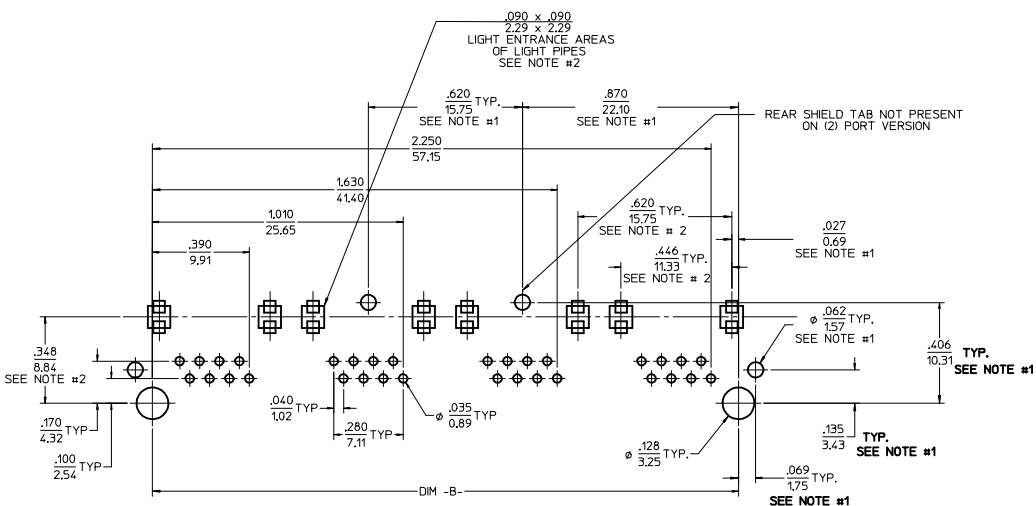 .090 x .090
2.29 x 2.29
LIGHT ENTRANCE AREAS
OF LIGHT PIPES
SEE NOTE #2
.620
15.75 TYP.
SEE NOTE #1
.870
22.10
SEE NOTE #1
REAR SHIELD TAB NOT PRESENT
ON (2) PORT VERSION
2.250
57.15
1.630
41.40
1.010
25.65
.390
9.91
.620
15.75 TYP.
SEE NOTE # 2
.446
11.33 TYP.
SEE NOTE # 2
.027
0.69
SEE NOTE #1
ø .062
1.57 TYP.
SEE NOTE #1
.406
10.31 TYP.
SEE NOTE #1
.348
8.84
SEE NOTE #2
.170
4.32 TYP
.100
2.54 TYP
.040
1.02 TYP
.280
7.11 TYP
ø .035
0.89 TYP
ø .128
3.25 TYP.
.135
3.43 TYP.
SEE NOTE #1
.069
1.75 TYP.
SEE NOTE #1
DIM -B-